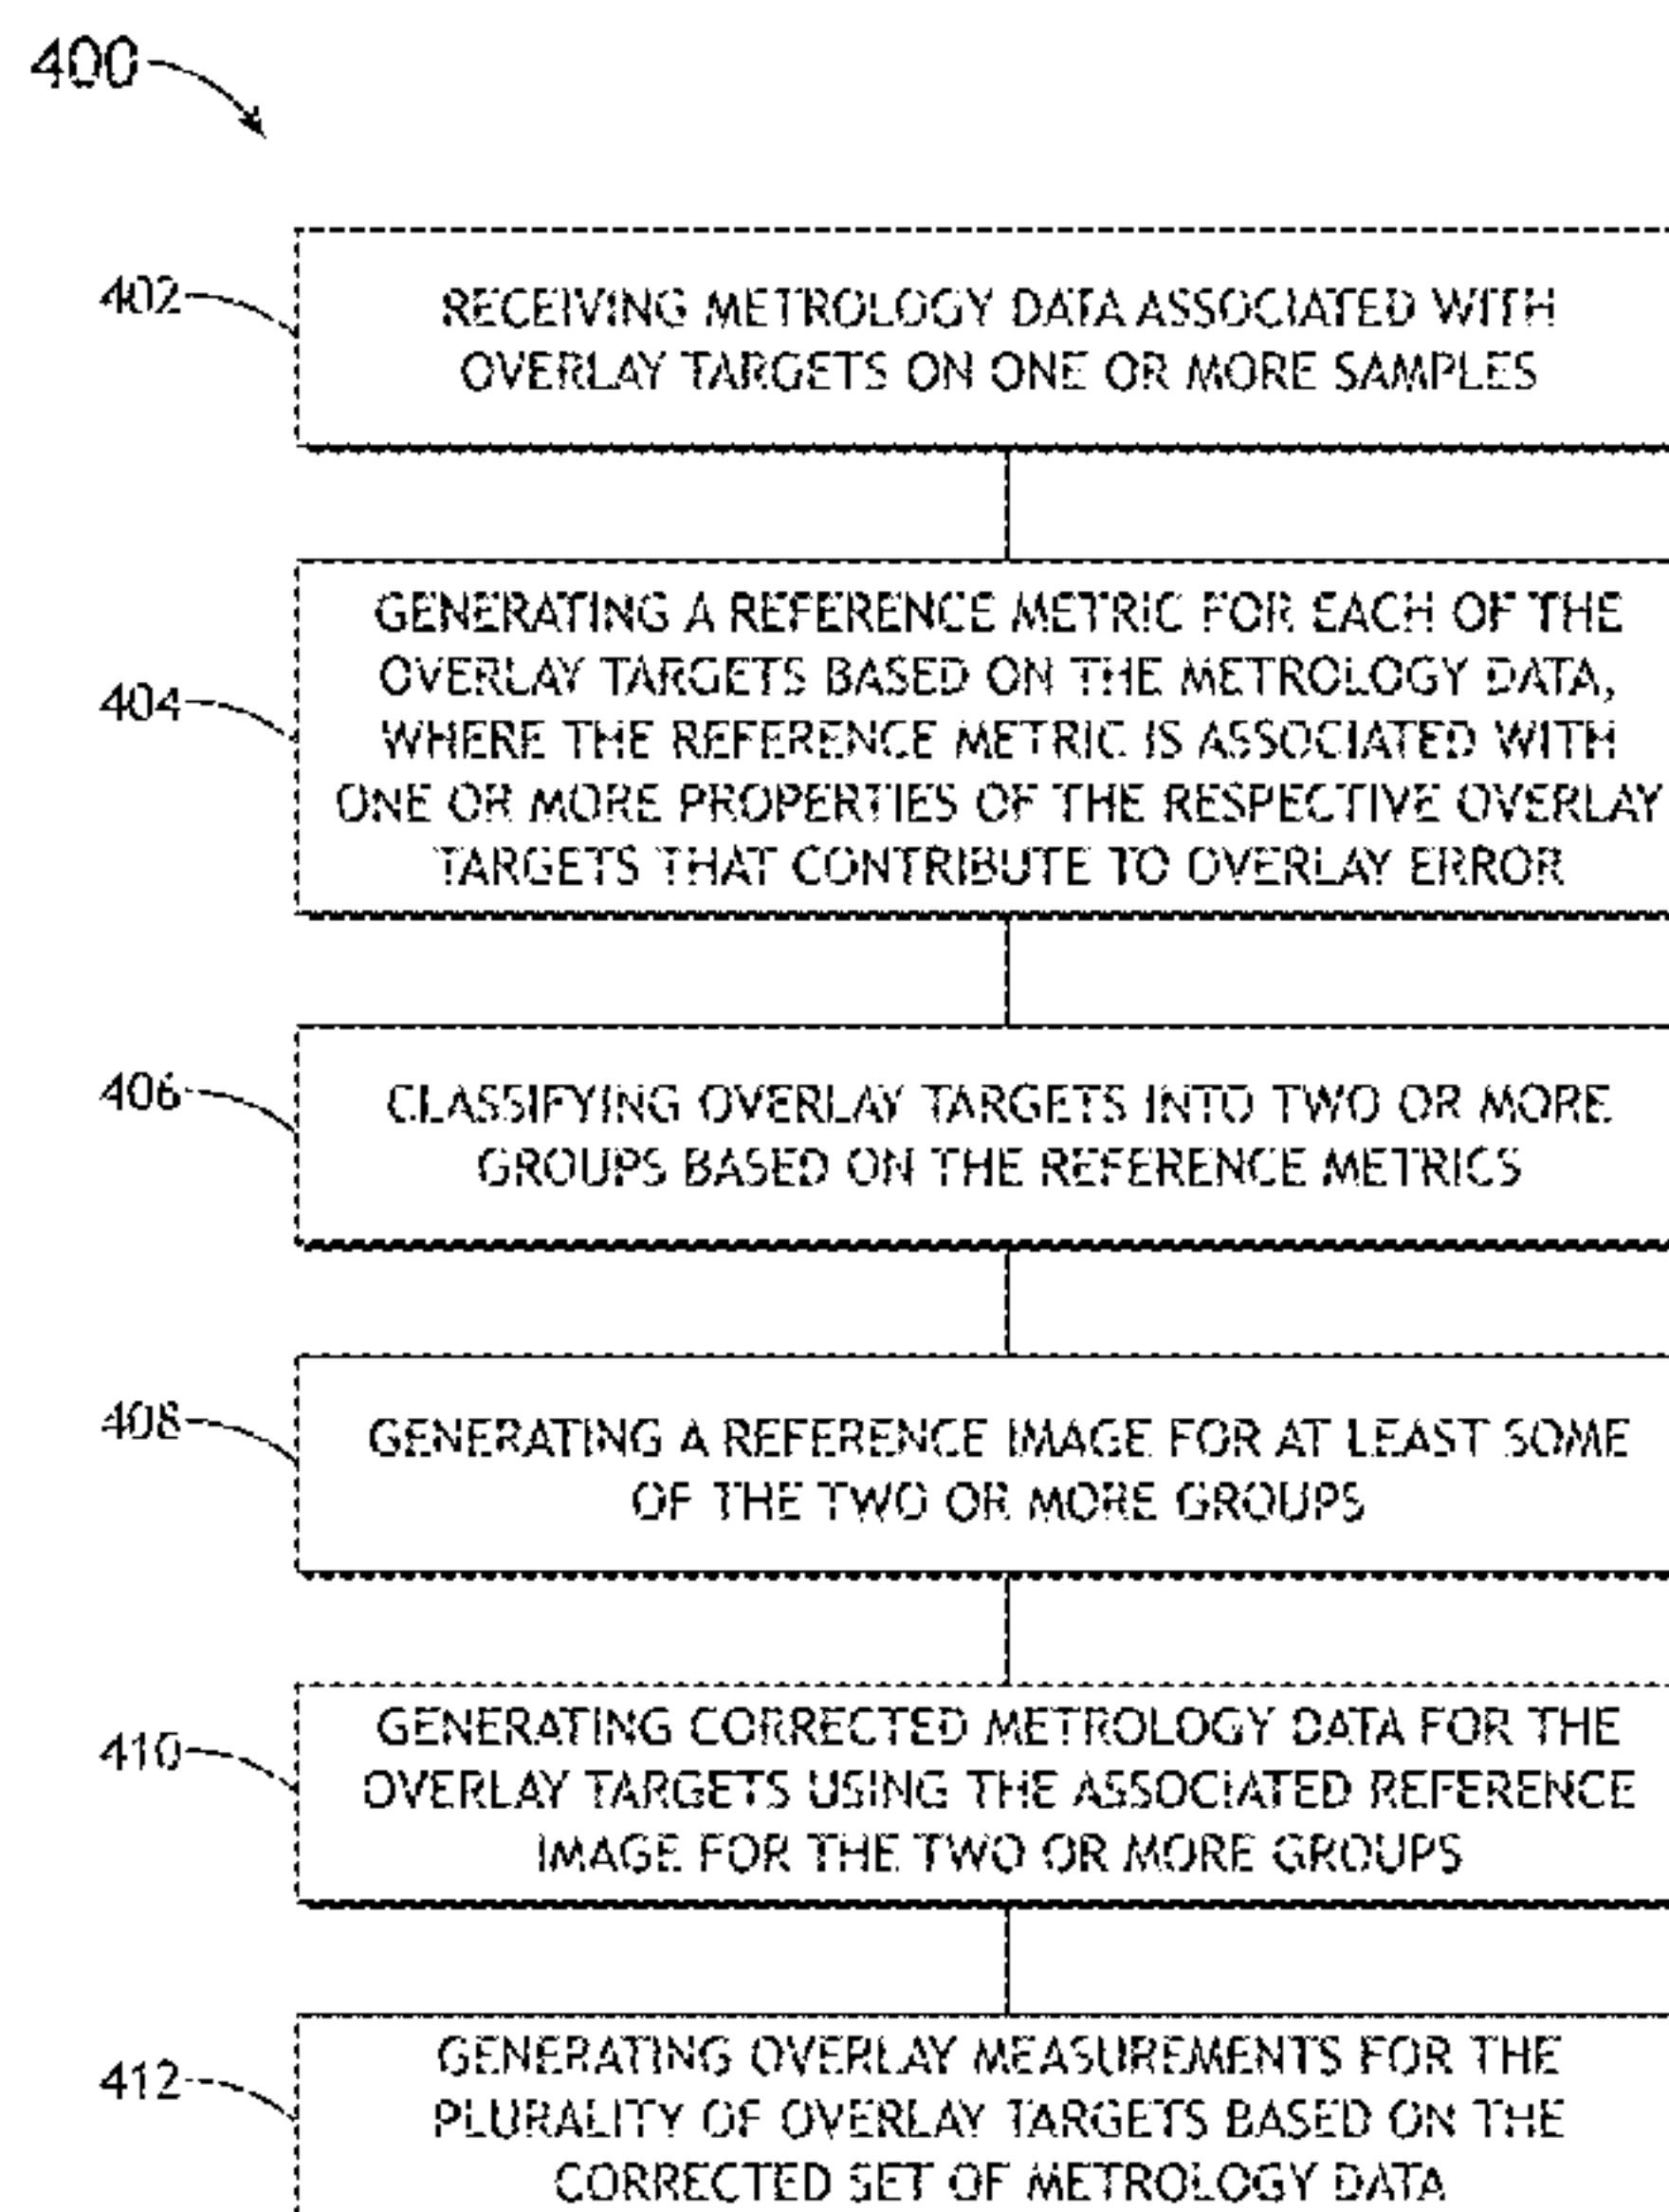 400
402
RECEIVING METROLOGY DATA ASSOCIATED WITH
OVERLAY TARGETS ON ONE OR MORE SAMPLES
404
GENERATING A REFERENCE METRIC FOR EACH OF THE
OVERLAY TARGETS BASED ON THE METROLOGY DATA,
WHERE THE REFERENCE METRIC IS ASSOCIATED WITH
ONE OR MORE PROPERTIES OF THE RESPECTIVE OVERLAY
TARGETS THAT CONTRIBUTE TO OVERLAY ERROR
406
CLASSIFYING OVERLAY TARGETS INTO TWO OR MORE
GROUPS BASED ON THE REFERENCE METRICS
408
GENERATING A REFERENCE IMAGE FOR AT LEAST SOME
OF THE TWO OR MORE GROUPS
410
GENERATING CORRECTED METROLOGY DATA FOR THE
OVERLAY TARGETS USING THE ASSOCIATED REFERENCE
IMAGE FOR THE TWO OR MORE GROUPS
412
GENERATING OVERLAY MEASUREMENTS FOR THE
PLURALITY OF OVERLAY TARGETS BASED ON THE
CORRECTED SET OF METROLOGY DATA